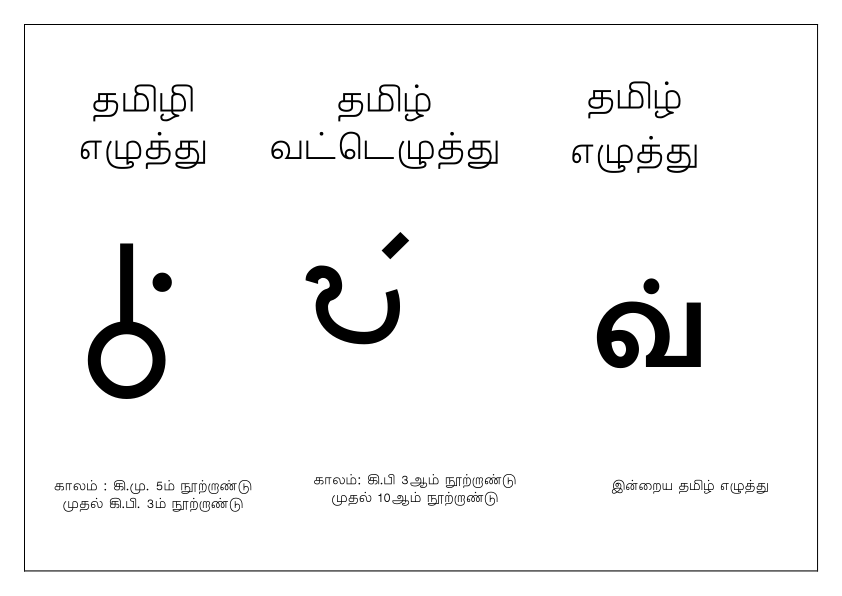 தமிழி
எழுத்து
𑀯𑁆
காலம் : கி.மு. 5ம் நூற்றாண்டு
முதல் கி.பி. 3ம் நூற்றாண்டு
தமிழ்
வட்டெழுத்து
காலம்: கி.பி 3ஆம் நூற்றாண்டு
முதல் 10ஆம் நூற்றாண்டு
தமிழ்
எழுத்து
வ்
இன்றைய தமிழ் எழுத்து